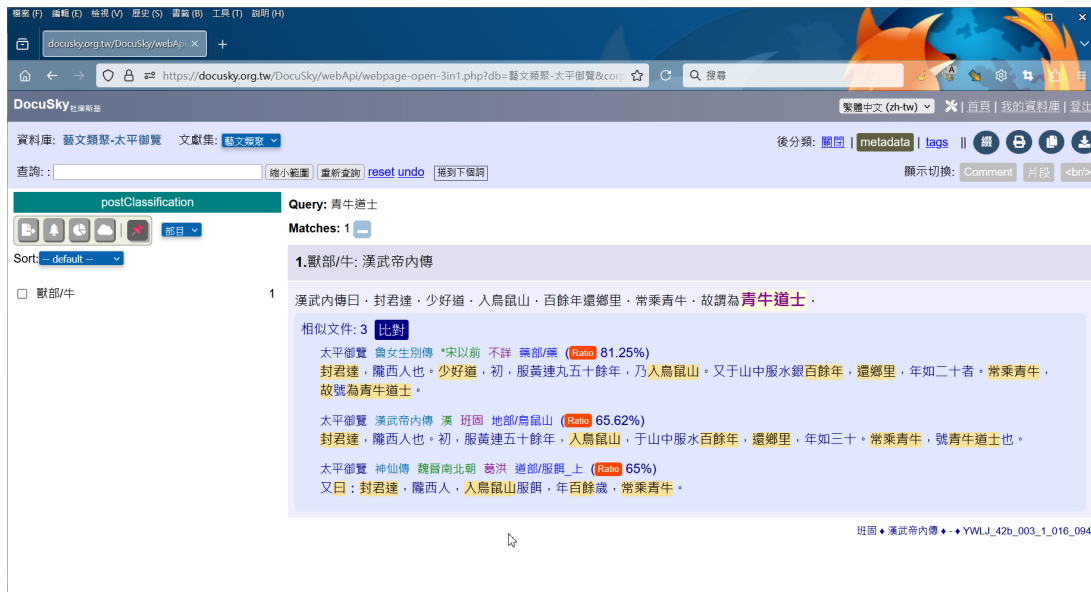 檔案(F) 編輯(E) 檢視(V) 歷史(S) 書籤(B) 工具(T) 說明(H)
docusky.org.tw/DocuSky/webAp
https://docusky.org.tw/DocuSky/webApi/webpage-open-3in1.php?db=藝文類聚-太平御覽&corp 搜尋
DocuSky 杜庫斯基 繁體中文 (zh-tw) | 首頁 | 我的資料庫 | 登出
資料庫: 藝文類聚-太平御覽 文獻集: 藝文類聚 後分類: 關閉 | metadata | tags || 綴
查詢: : 縮小範圍 重新查詢 reset undo 捲到下個詞 顯示切換: Comment 片段 <br/>
postClassification
部目
Sort: -- default --
獸部/牛 1
Query: 青牛道士
Matches: 1
1.獸部/牛: 漢武帝內傳
漢武內傳曰．封君達．少好道．入鳥鼠山．百餘年還鄉里．常乘青牛．故謂為青牛道士．
相似文件: 3 比對
太平御覽 魯女生別傳 *宋以前 不詳 藥部/藥 (Ratio 81.25%)
封君達，隴西人也。少好道，初，服黃連丸五十餘年，乃入鳥鼠山。又于山中服水銀百餘年，還鄉里，年如二十者。常乘青牛，
故號為青牛道士。
太平御覽 漢武帝內傳 漢 班固 地部/鳥鼠山 (Ratio 65.62%)
封君達，隴西人也。初，服黃連五十餘年，入鳥鼠山，于山中服水百餘年，還鄉里，年如三十。常乘青牛，號青牛道士也。
太平御覽 神仙傳 魏晉南北朝 葛洪 道部/服餌_上 (Ratio 65%)
又曰：封君達，隴西人，入鳥鼠山服餌，年百餘歲，常乘青牛。
班固 ♦ 漢武帝內傳 ♦ - ♦ YWLJ_42b_003_1_016_094